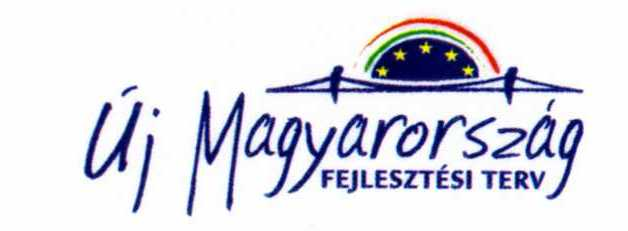 Új Magyarország
FEJLESZTÉSI TERV